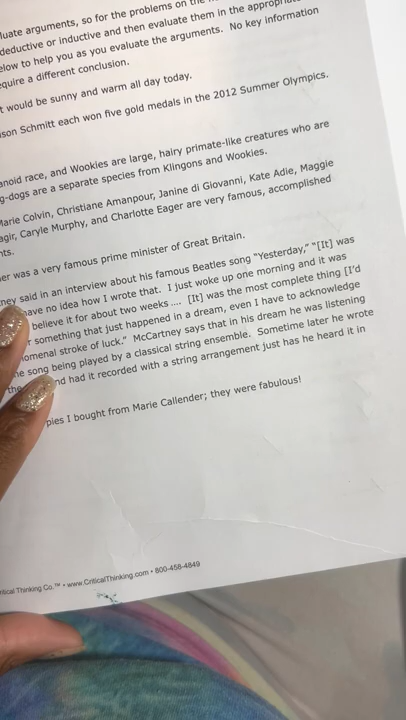 luate arguments, so for the problems on
deductive or inductive and then evaluate them in the
elow to help you as you evaluate the arguments. No key information
quire a different conclusion.
t would be sunny and warm all day today.
son Schmitt each won five gold medals in the 2012 Summer Olympics.
anoid race, and Wookies are large, hairy primate-like creatures who are
g-dogs are a separate species from Klingons and Wookies.
Marie Colvin, Christiane Amanpour, Janine di Giovanni, Kate Adie, Maggie
agir, Caryle Murphy, and Charlotte Eager are very famous, accomplished
nts.
er was a very famous prime minister of Great Britain.
ney said in an interview about his famous Beatles song "Yesterday," "[It] was
have no idea how I wrote that. I just woke up one morning and it was
believe it for about two weeks .... [It] was the most complete thing [I'd
r something that just happened in a dream, even I have to acknowledge
omenal stroke of luck." McCartney says that in his dream he was listening
he song being played by a classical string ensemble. Sometime later he wrote
the nd had it recorded with a string arrangement just has he heard it in
pies I bought from Marie Callender; they were fabulous!
ritical Thinking Co.™ • www.CriticalThinking.com • 800-458-4849